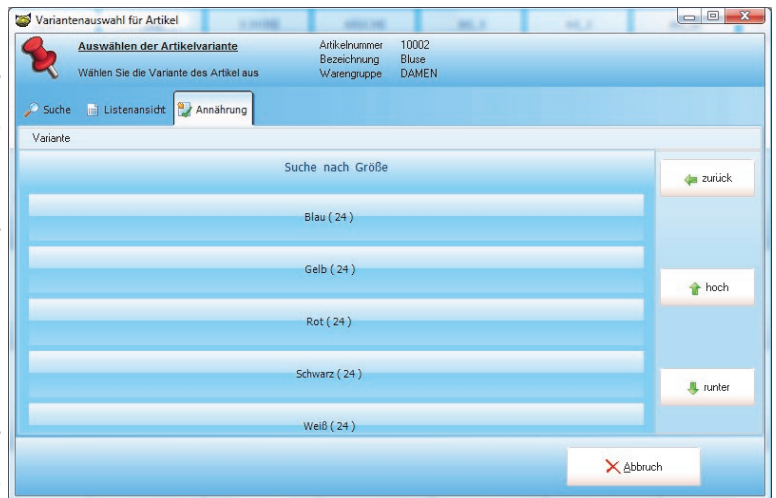 Variantenauswahl für Artikel
Auswählen der Artikelvariante
Wählen Sie die Variante des Artikel aus
Artikelnummer 10002
Bezeichnung Bluse
Warengruppe DAMEN
Suche Listenansicht Annährung
Variante
Suche nach Größe
Blau ( 24 )
Gelb ( 24 )
Rot ( 24 )
Schwarz ( 24 )
Weiß ( 24 )
zurück
hoch
runter
Abbruch